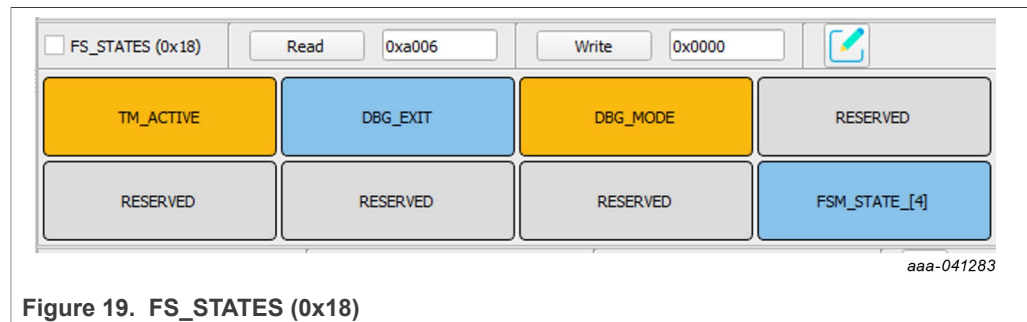 FS_STATES (0x18) Read 0xa006 Write 0x0000
TM_ACTIVE DBG_EXIT DBG_MODE RESERVED
RESERVED RESERVED RESERVED FSM_STATE_[4]
aaa-041283
Figure 19. FS_STATES (0x18)